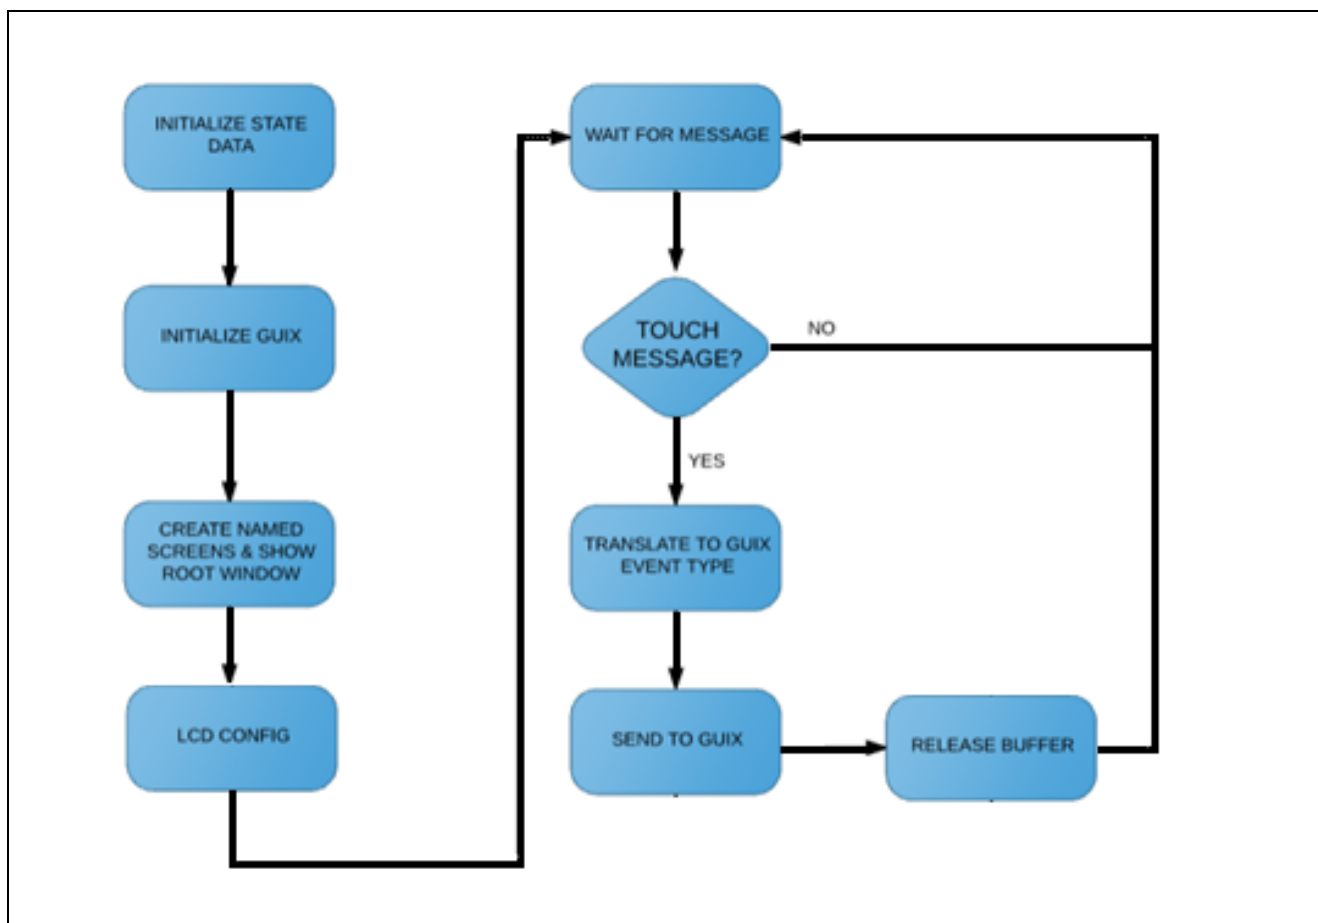 INITIALIZE STATE
DATA
INITIALIZE GUIX
CREATE NAMED
SCREENS & SHOW
ROOT WINDOW
LCD CONFIG
WAIT FOR MESSAGE
TOUCH
MESSAGE?
NO
YES
TRANSLATE TO GUIX
EVENT TYPE
SEND TO GUIX
RELEASE BUFFER